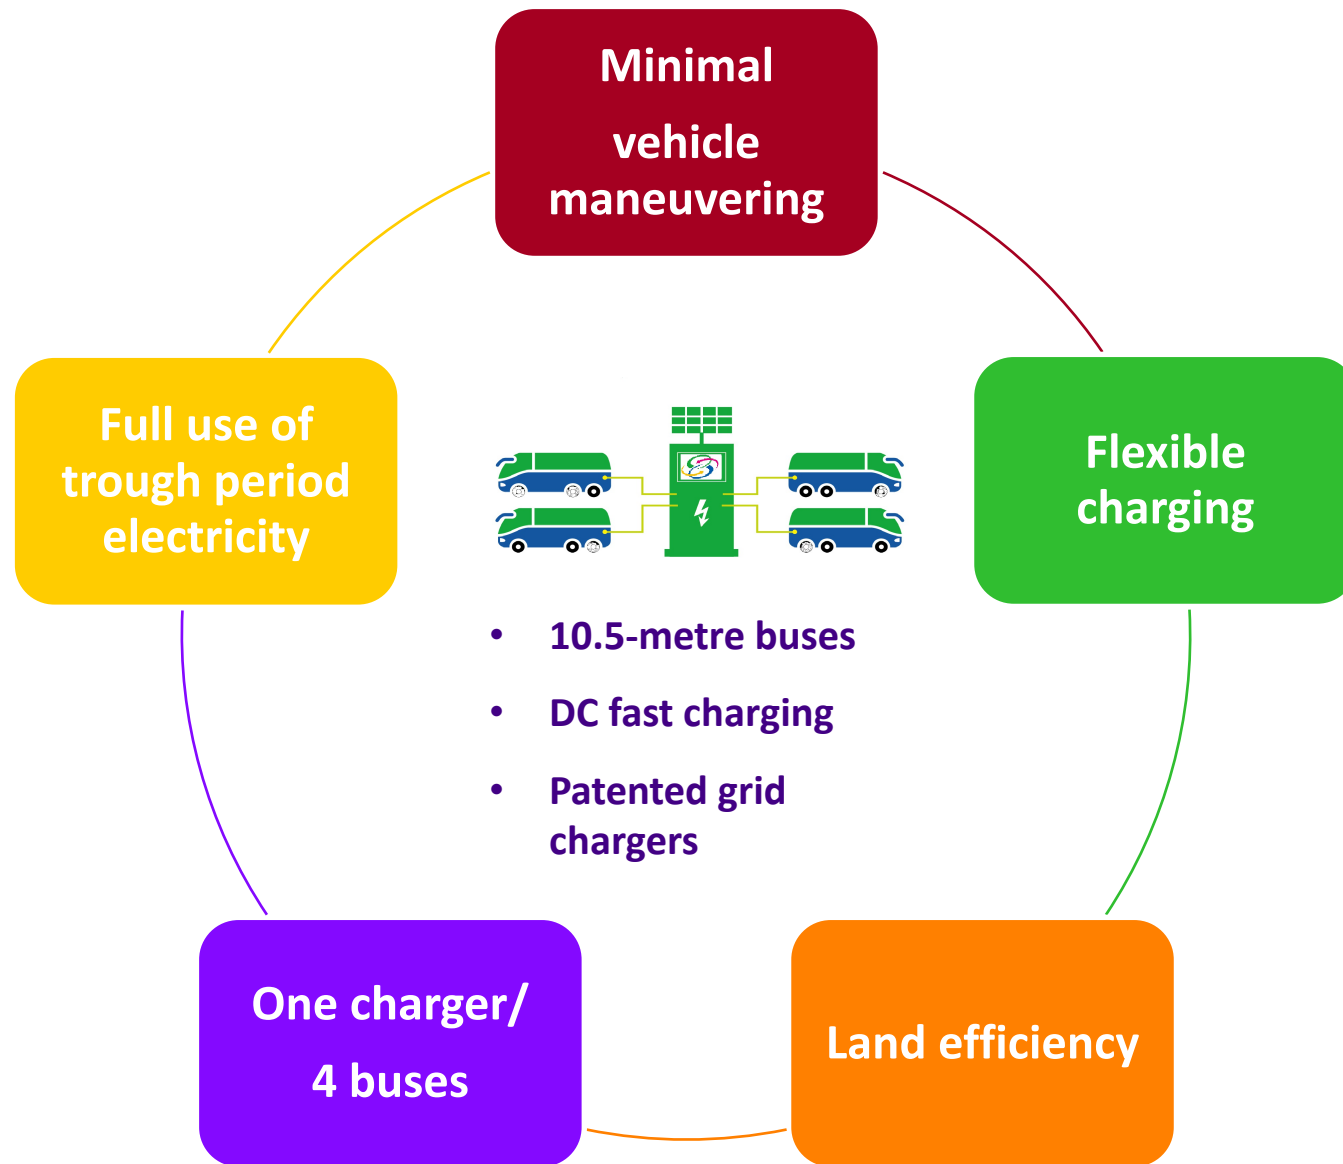 Minimal
vehicle
maneuvering
Full use of
trough period
electricity
Flexible
charging
• 10.5-metre buses
• DC fast charging
• Patented grid
chargers
One charger/
4 buses
Land efficiency